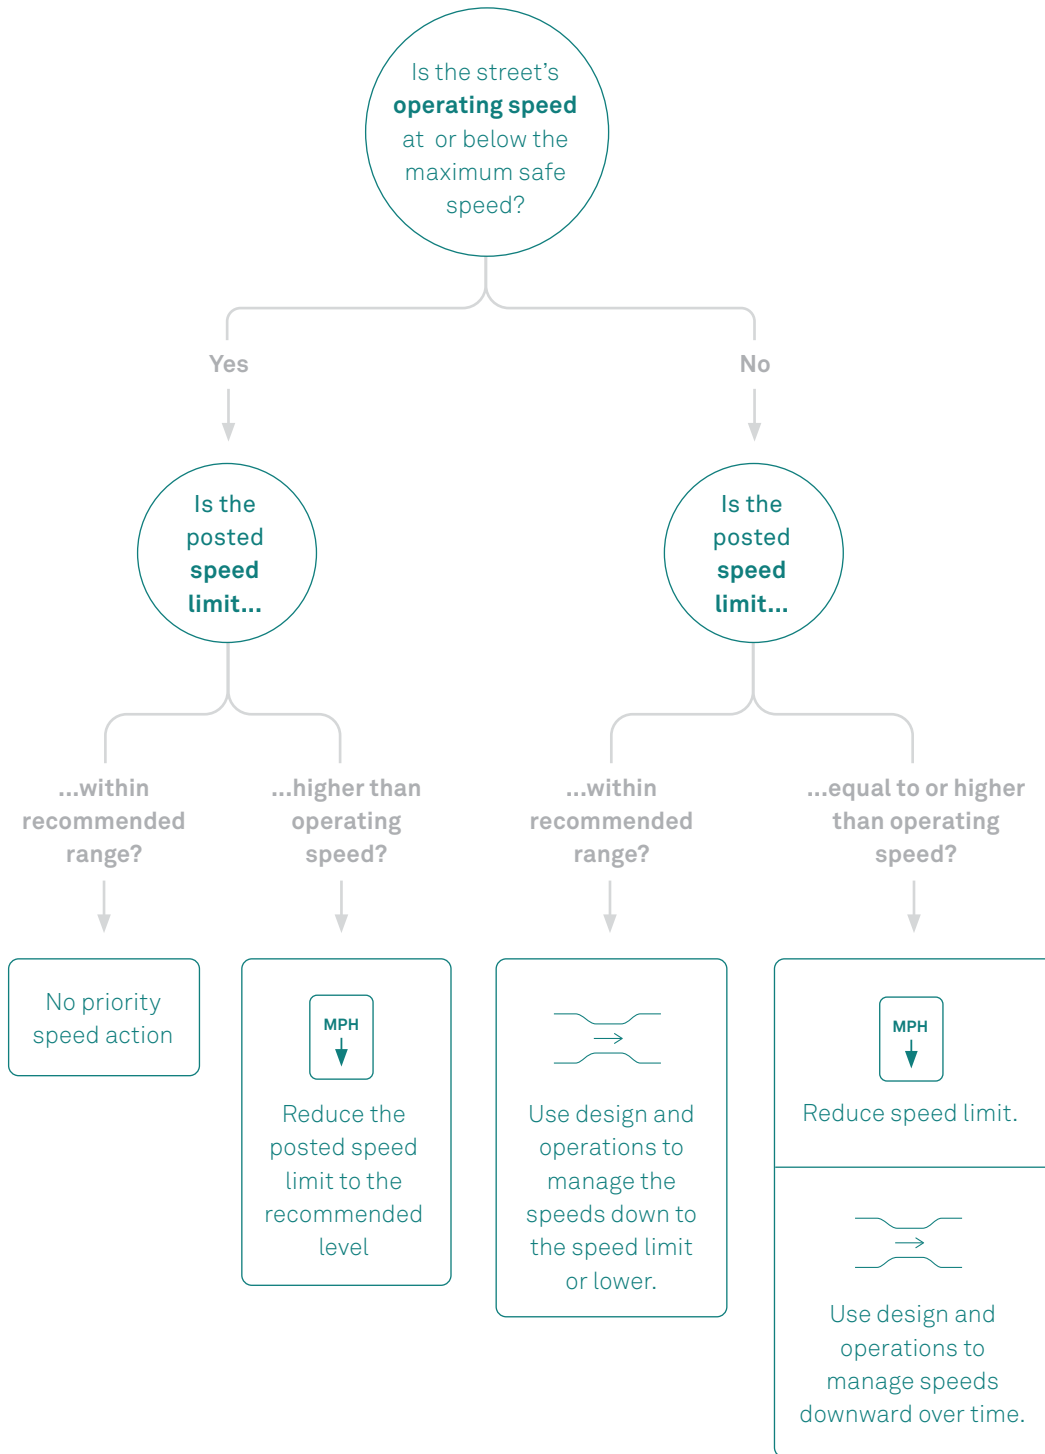 Is the street's
operating speed
at or below the
maximum safe
speed?
Yes
No
Is the
posted
speed
limit...
Is the
posted
speed
limit...
...within
recommended
range?
...higher than
operating
speed?
...within
recommended
range?
...equal to or higher
than operating
speed?
No priority
speed action
MPH
Reduce the
posted speed
limit to the
recommended
level
Use design and
operations to
manage the
speeds down to
the speed limit
or lower.
MPH
Reduce speed limit.
Use design and
operations to
manage speeds
downward over time.